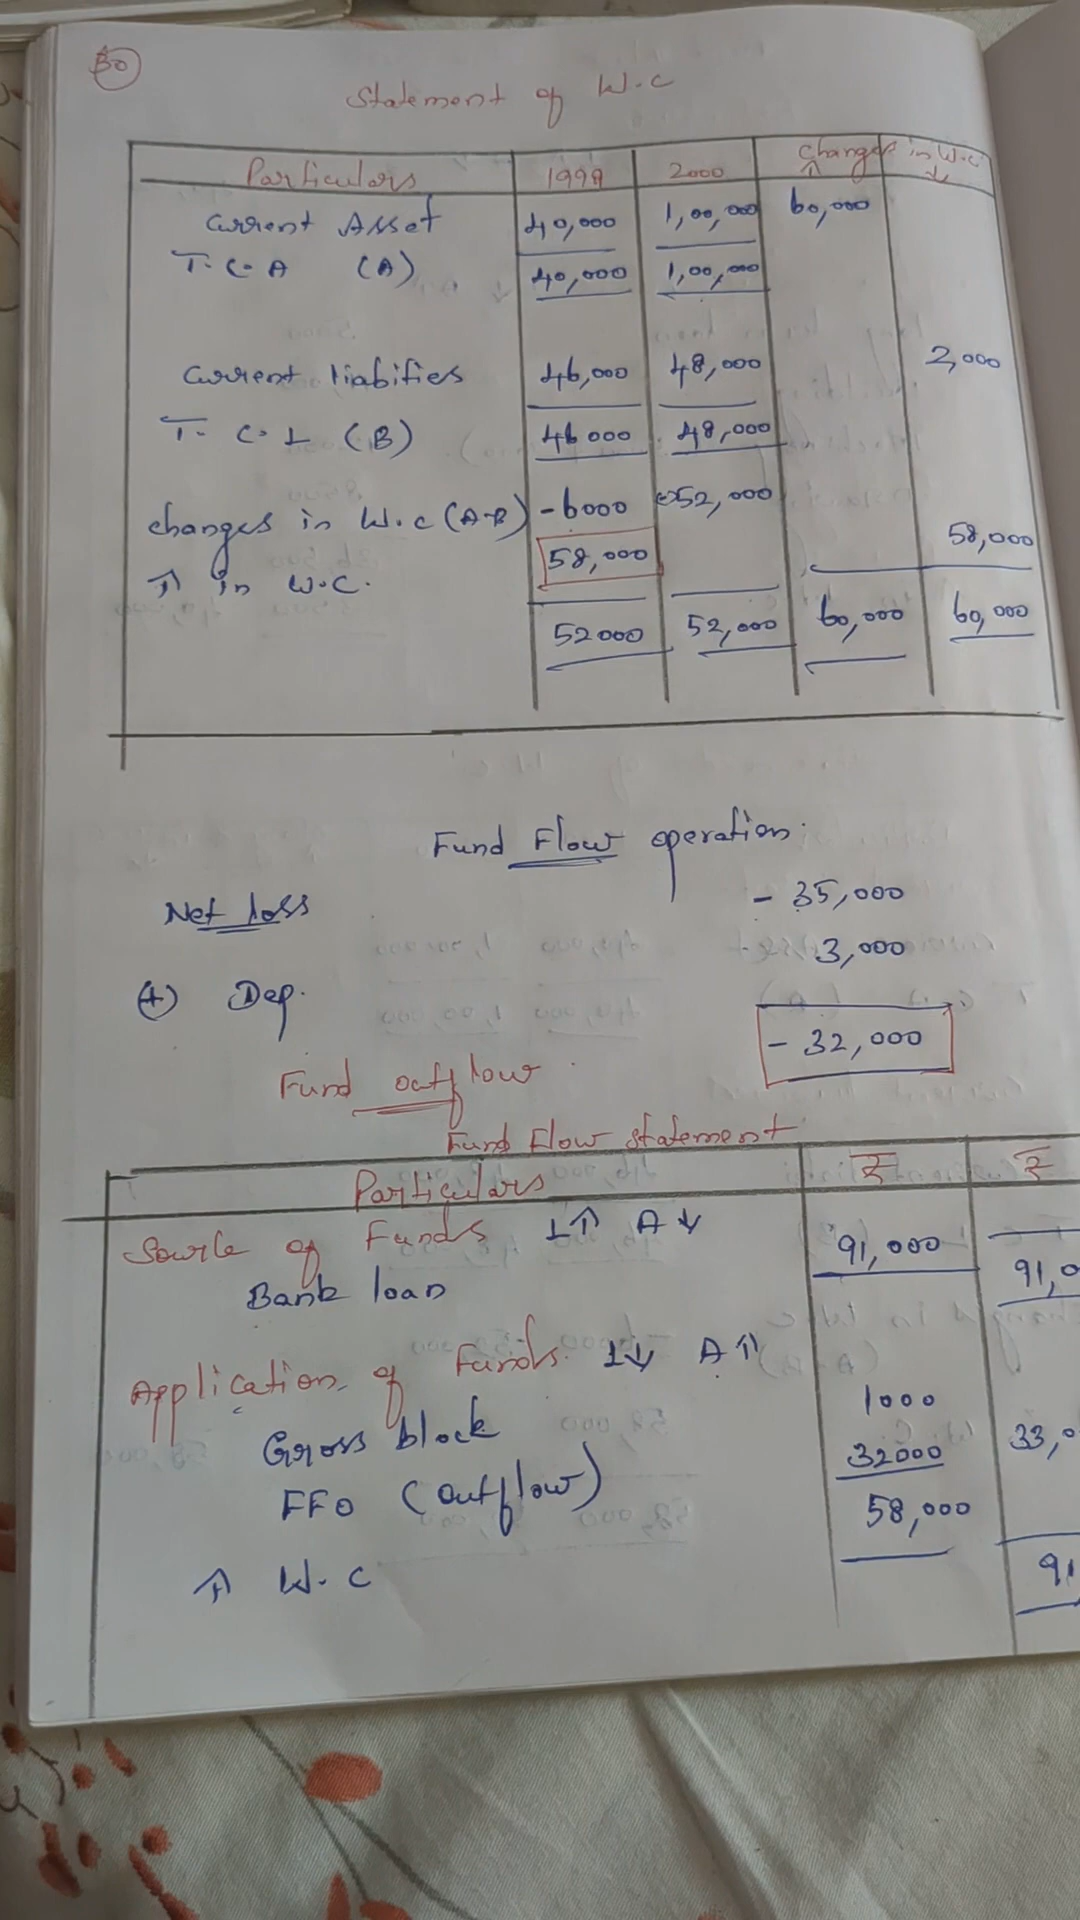 30
Statement of W.C
Particulars 1999 2000 Changes in W.C
↑ ↓
Current Asset 40,000 1,00,000 60,000
T.C.A (A) 40,000 1,00,000
Current liabifies 46,000 48,000 2,000
T.C.L (B) 46000 48,000
Changes in W.C (A-B) -6000 52,000
↑ in W.C. 58,000 58,000
52000 52,000 60,000 60,000
Fund Flow operation.
Net loss - 35,000
(+) Dep. 3,000
- 32,000
Fund outflow
Fund Flow Statement
Particulars ₹ ₹
Source of Funds L↑ A↓
Bank loan 91,000 91,0
Application of Funds. L↓ A↑
Gross block 1000
FFO (Outflow) 32000 33,0
↑ W.C 58,000
91